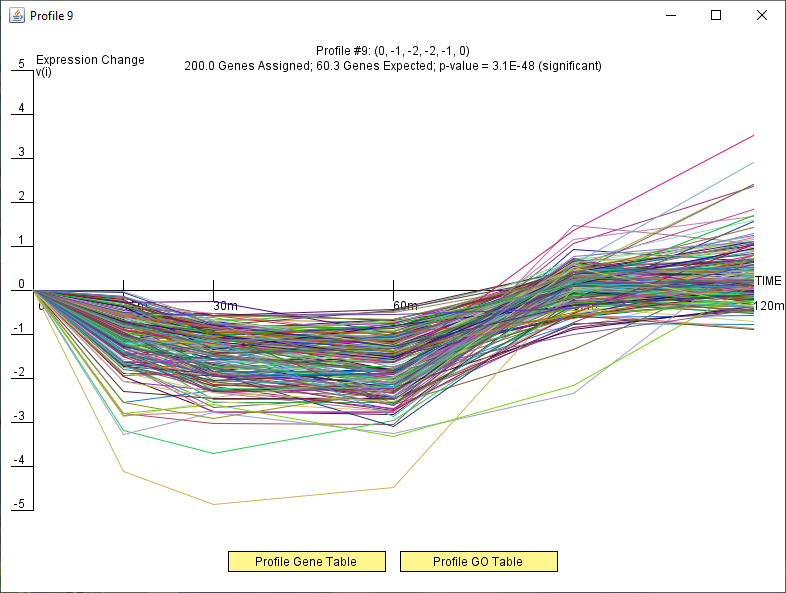 Profile 9
Profile #9: (0, -1, -2, -2, -1, 0)
200.0 Genes Assigned; 60.3 Genes Expected; p-value = 3.1E-48 (significant)
Expression Change
v(i)
5
4
3
2
1
0
-1
-2
-3
-4
-5
TIME
30m
60m
120m
Profile Gene Table
Profile GO Table